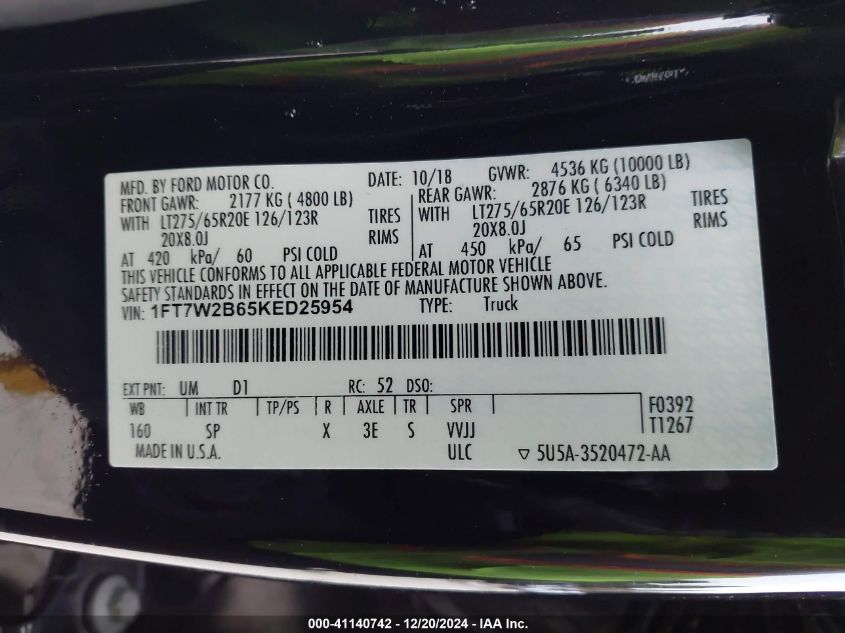 MFD. BY FORD MOTOR CO. DATE: 10/18 GVWR: 4536 KG (10000 LB)
FRONT GAWR: 2177 KG ( 4800 LB) REAR GAWR: 2876 KG ( 6340 LB)
WITH LT275/65R20E 126/123R TIRES WITH LT275/65R20E 126/123R TIRES
20X8.0J RIMS 20X8.0J RIMS
AT 420 kPa/ 60 PSI COLD AT 450 kPa/ 65 PSI COLD
THIS VEHICLE CONFORMS TO ALL APPLICABLE FEDERAL MOTOR VEHICLE
SAFETY STANDARDS IN EFFECT ON THE DATE OF MANUFACTURE SHOWN ABOVE.
VIN: 1FT7W2B65KED25954 TYPE: Truck
EXT PNT: UM D1 RC: 52 DSO:
WB INT TR TP/PS R AXLE TR SPR F0392
160 SP X 3E S VVJJ T1267
MADE IN U.S.A. ULC ▽ 5U5A-3520472-AA
000-41140742 - 12/20/2024 - IAA Inc.